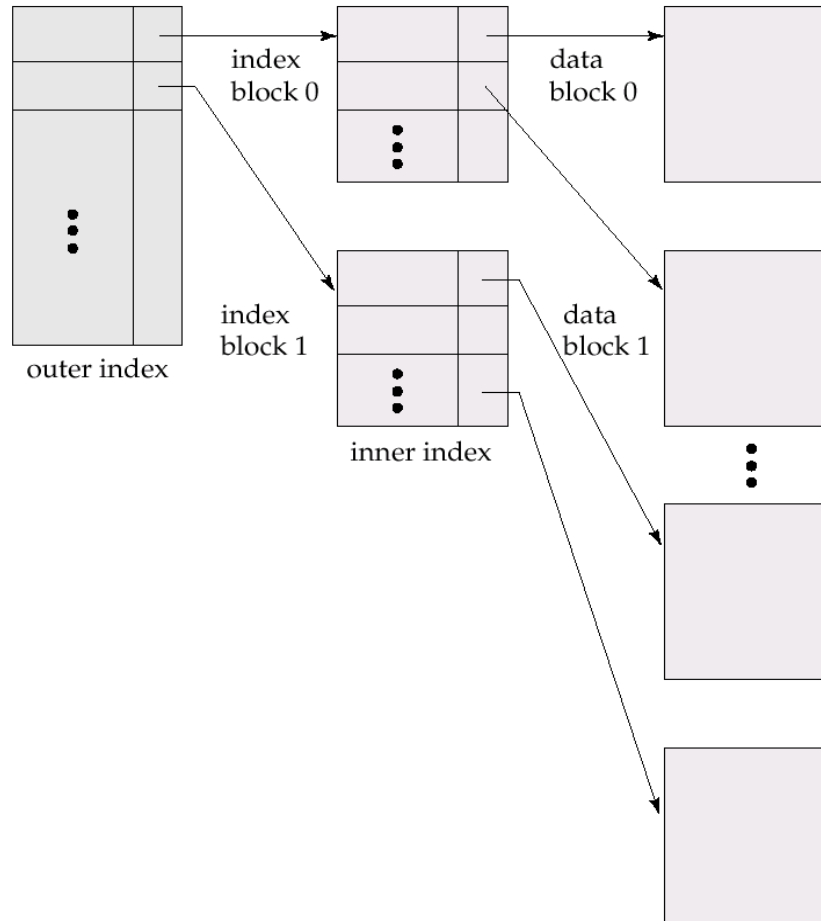 index
block 0
data
block 0
index
block 1
data
block 1
outer index
inner index